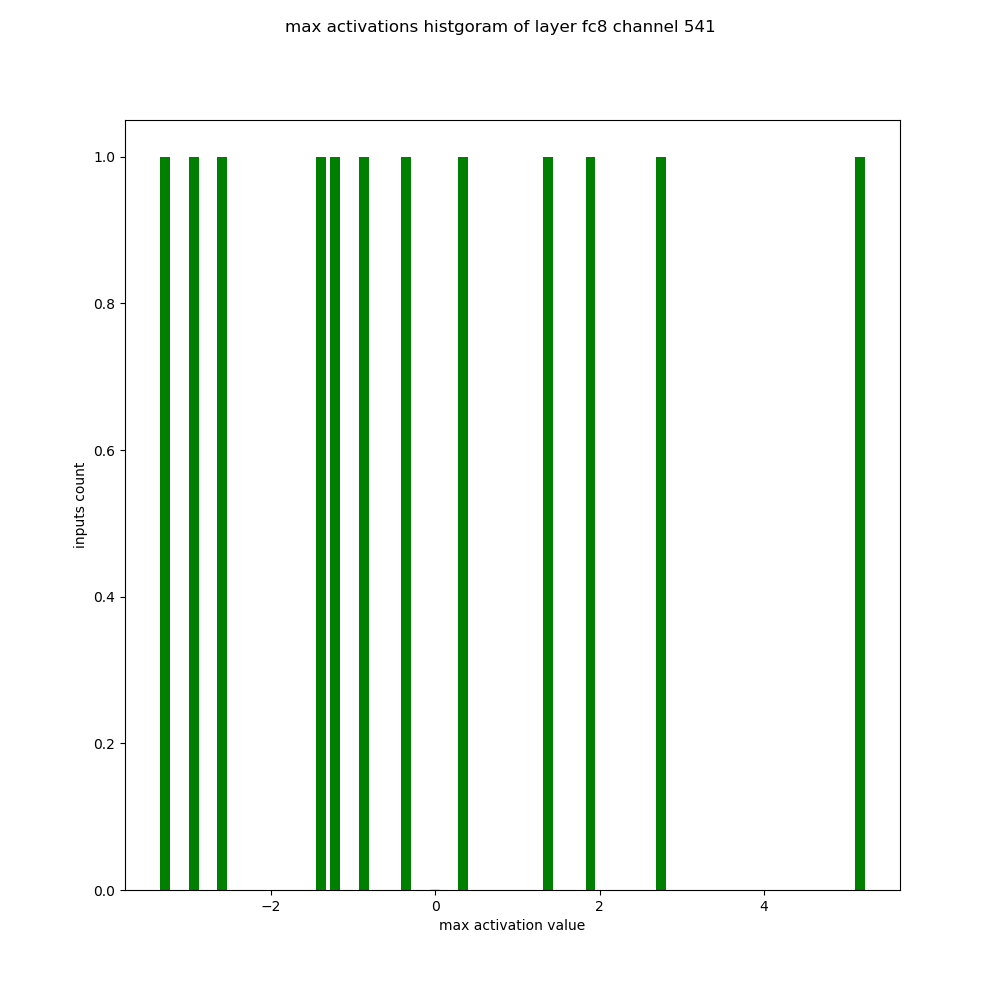 max activations histgoram of layer fc8 channel 541
1.0
0.8
0.6
0.4
0.2
0.0
inputs count
−2 0 2 4
max activation value